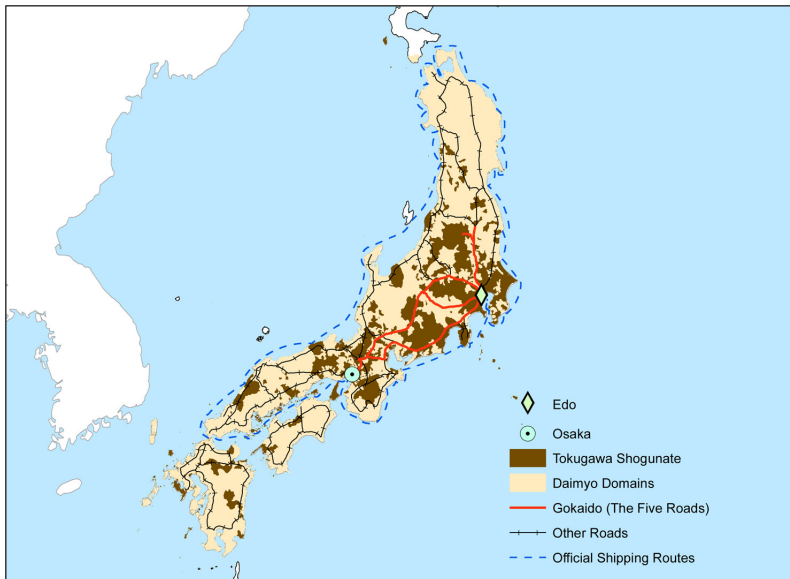 Edo
Osaka
Tokugawa Shogunate
Daimyo Domains
Gokaido (The Five Roads)
Other Roads
Official Shipping Routes